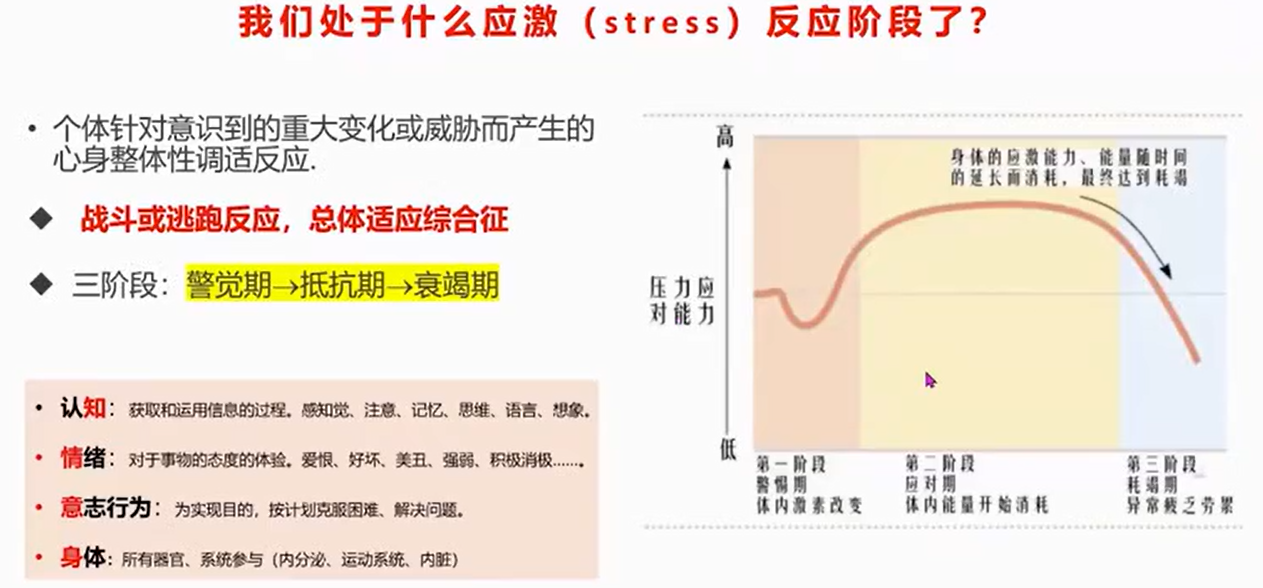 我们处于什么应激（stress）反应阶段了？
• 个体针对意识到的重大变化或威胁而产生的
心身整体性调适反应.
◆ 战斗或逃跑反应，总体适应综合征
◆ 三阶段：警觉期→抵抗期→衰竭期
• 认知：获取和运用信息的过程。感知觉、注意、记忆、思维、语言、想象。
• 情绪：对于事物的态度的体验。爱恨、好坏、美丑、强弱、积极消极……。
• 意志行为：为实现目的，按计划克服困难、解决问题。
• 身体：所有器官、系统参与（内分泌、运动系统、内脏）
高
身体的应激能力、能量随时间
的延长而消耗，最终达到耗竭
压力应
对能力
低
第一阶段
警惕期
体内激素改变
第二阶段
应对期
体内能量开始消耗
第三阶段
耗竭期
异常疲乏劳累